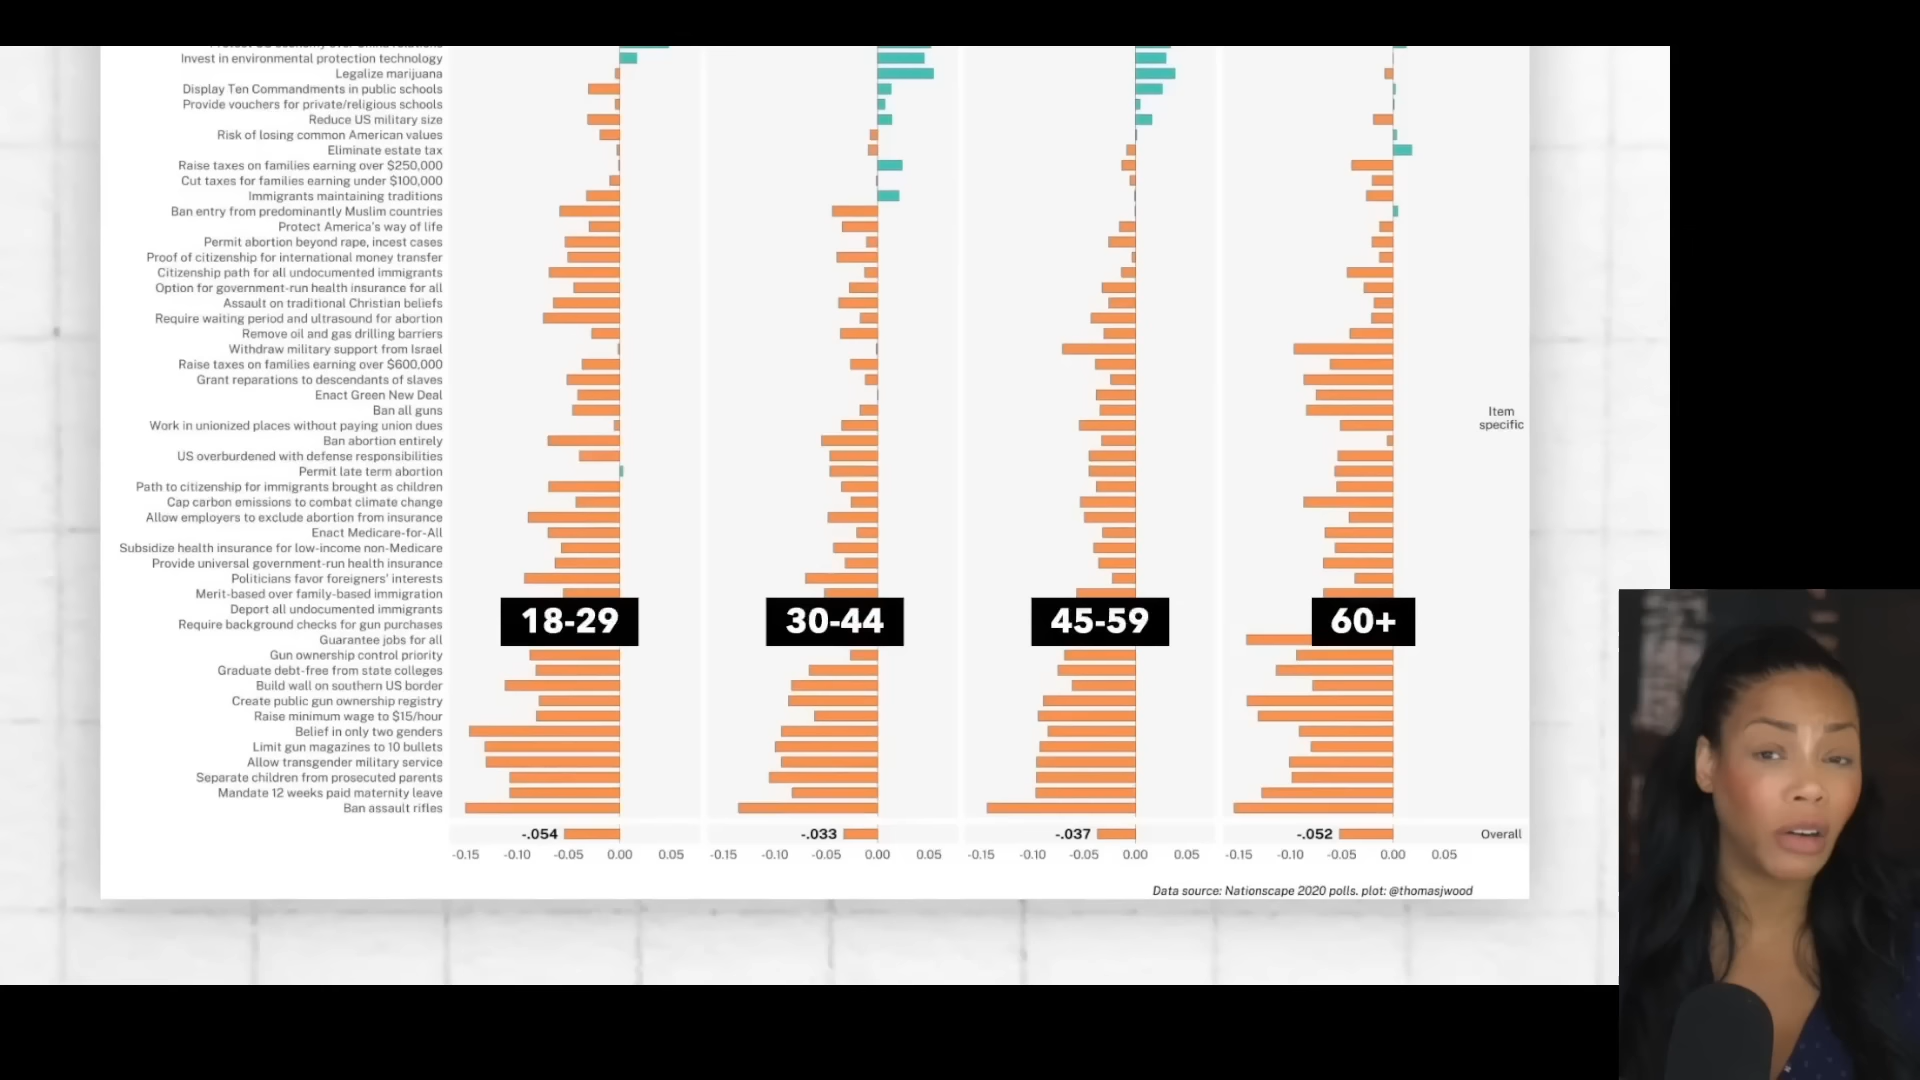 Invest in environmental protection technology
Legalize marijuana
Display Ten Commandments in public schools
Provide vouchers for private/religious schools
Reduce US military size
Risk of losing common American values
Eliminate estate tax
Raise taxes on families earning over $250,000
Cut taxes for families earning under $100,000
Immigrants maintaining traditions
Ban entry from predominantly Muslim countries
Protect America's way of life
Permit abortion beyond rape, incest cases
Proof of citizenship for international money transfer
Citizenship path for all undocumented immigrants
Option for government-run health insurance for all
Assault on traditional Christian beliefs
Require waiting period and ultrasound for abortion
Remove oil and gas drilling barriers
Withdraw military support from Israel
Raise taxes on families earning over $600,000
Grant reparations to descendants of slaves
Enact Green New Deal
Ban all guns
Item
specific
Work in unionized places without paying union dues
Ban abortion entirely
US overburdened with defense responsibilities
Permit late term abortion
Path to citizenship for immigrants brought as children
Cap carbon emissions to combat climate change
Allow employers to exclude abortion from insurance
Enact Medicare-for-All
Subsidize health insurance for low-income non-Medicare
Provide universal government-run health insurance
Politicians favor foreigners' interests
Merit-based over family-based immigration
Deport all undocumented immigrants
18-29 30-44 45-59 60+
Require background checks for gun purchases
Guarantee jobs for all
Gun ownership control priority
Graduate debt-free from state colleges
Build wall on southern US border
Create public gun ownership registry
Raise minimum wage to $15/hour
Belief in only two genders
Limit gun magazines to 10 bullets
Allow transgender military service
Separate children from prosecuted parents
Mandate 12 weeks paid maternity leave
Ban assault rifles
-.054 -.033 -.037 -.052 Overall
-0.15 -0.10 -0.05 0.00 0.05 -0.15 -0.10 -0.05 0.00 0.05 -0.15 -0.10 -0.05 0.00 0.05 -0.15 -0.10 -0.05 0.00 0.05
Data source: Nationscape 2020 polls. plot: @thomasjwood